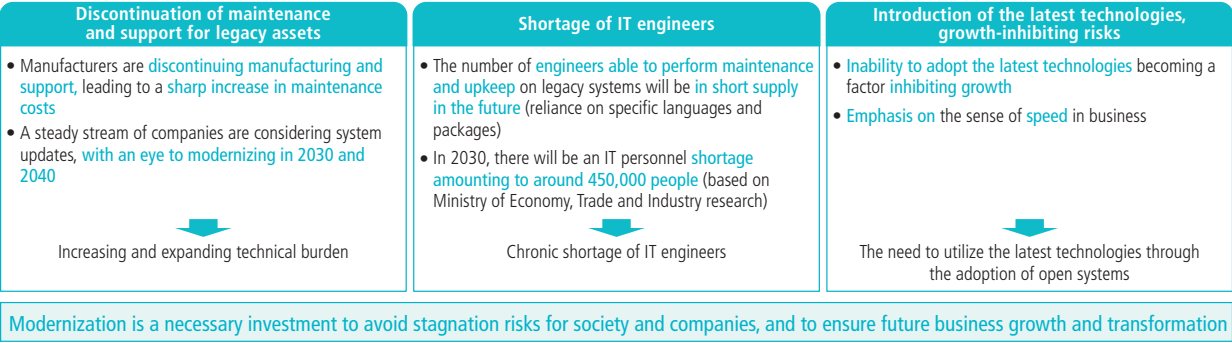 Discontinuation of maintenance
and support for legacy assets
• Manufacturers are discontinuing manufacturing and
support, leading to a sharp increase in maintenance
costs
• A steady stream of companies are considering system
updates, with an eye to modernizing in 2030 and
2040
Increasing and expanding technical burden
Shortage of IT engineers
• The number of engineers able to perform maintenance
and upkeep on legacy systems will be in short supply
in the future (reliance on specific languages and
packages)
• In 2030, there will be an IT personnel shortage
amounting to around 450,000 people (based on
Ministry of Economy, Trade and Industry research)
Chronic shortage of IT engineers
Introduction of the latest technologies,
growth-inhibiting risks
• Inability to adopt the latest technologies becoming a
factor inhibiting growth
• Emphasis on the sense of speed in business
The need to utilize the latest technologies through
the adoption of open systems
Modernization is a necessary investment to avoid stagnation risks for society and companies, and to ensure future business growth and transformation